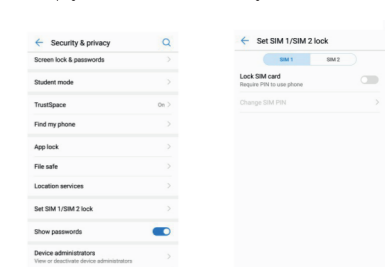 Security & privacy
Screen lock & passwords
Student mode
TrustSpace
On
Find my phone
App lock
File safe
Location services
Set SIM 1/SIM 2 lock
Show passwords
Device administrators
View or deactivate device administrators
Set SIM 1/SIM 2 lock
SIM 1 SIM 2
Lock SIM card
Require PIN to use phone
Change SIM PIN